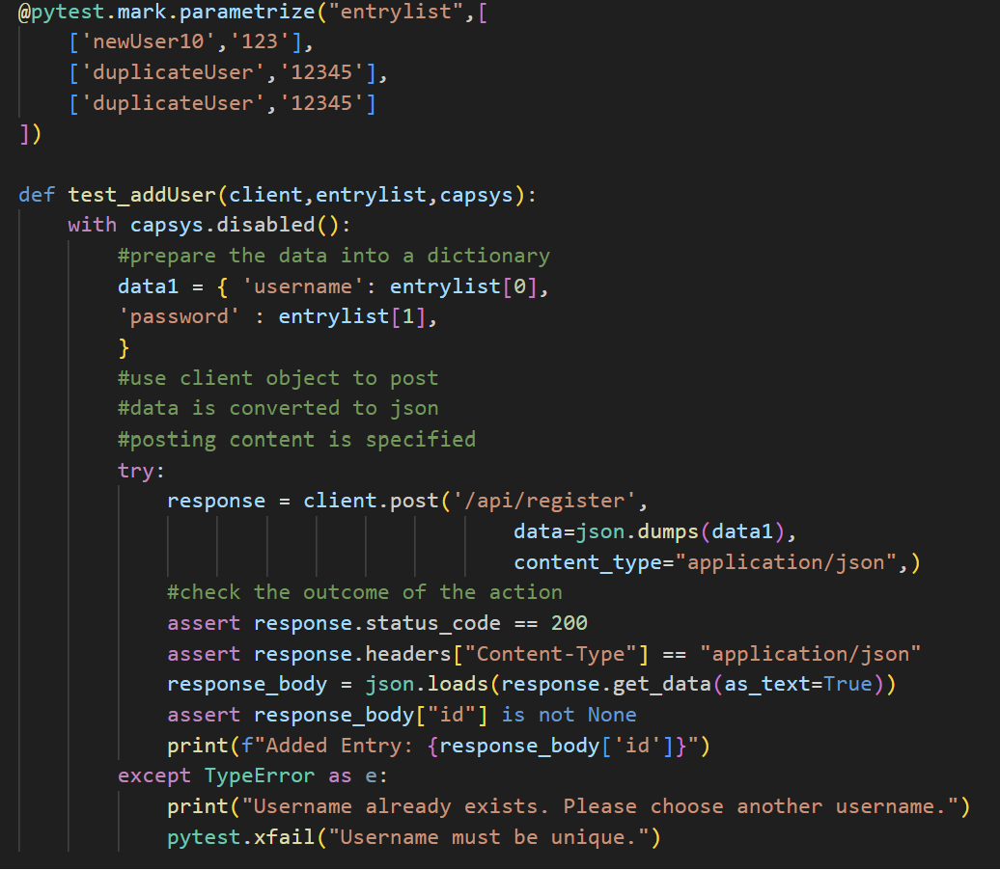 @pytest.mark.parametrize("entrylist",[
    ['newUser10','123'],
    ['duplicateUser','12345'],
    ['duplicateUser','12345']
])

def test_addUser(client,entrylist,capsys):
    with capsys.disabled():
        #prepare the data into a dictionary
        data1 = { 'username': entrylist[0],
        'password' : entrylist[1],
        }
        #use client object to post
        #data is converted to json
        #posting content is specified
        try:
            response = client.post('/api/register',
                                        data=json.dumps(data1),
                                        content_type="application/json",)
            #check the outcome of the action
            assert response.status_code == 200
            assert response.headers["Content-Type"] == "application/json"
            response_body = json.loads(response.get_data(as_text=True))
            assert response_body["id"] is not None
            print(f"Added Entry: {response_body['id']}")
        except TypeError as e:
            print("Username already exists. Please choose another username.")
            pytest.xfail("Username must be unique.")